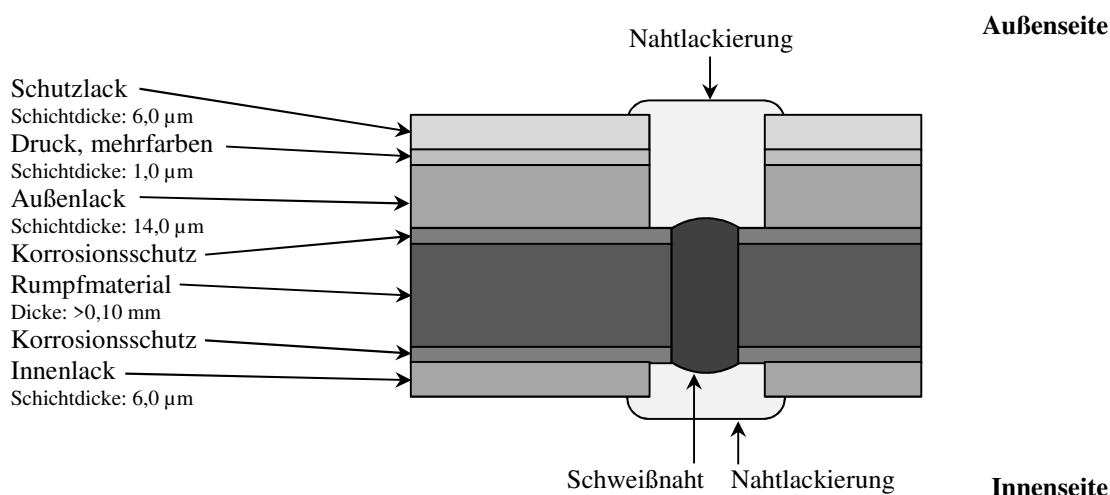 Außenseite
Nahtlackierung
Schutzlack
Schichtdicke: 6,0 µm
Druck, mehrfarben
Schichtdicke: 1,0 µm
Außenlack
Schichtdicke: 14,0 µm
Korrosionsschutz
Rumpfmaterial
Dicke: >0,10 mm
Korrosionsschutz
Innenlack
Schichtdicke: 6,0 µm
Schweißnaht Nahtlackierung
Innenseite